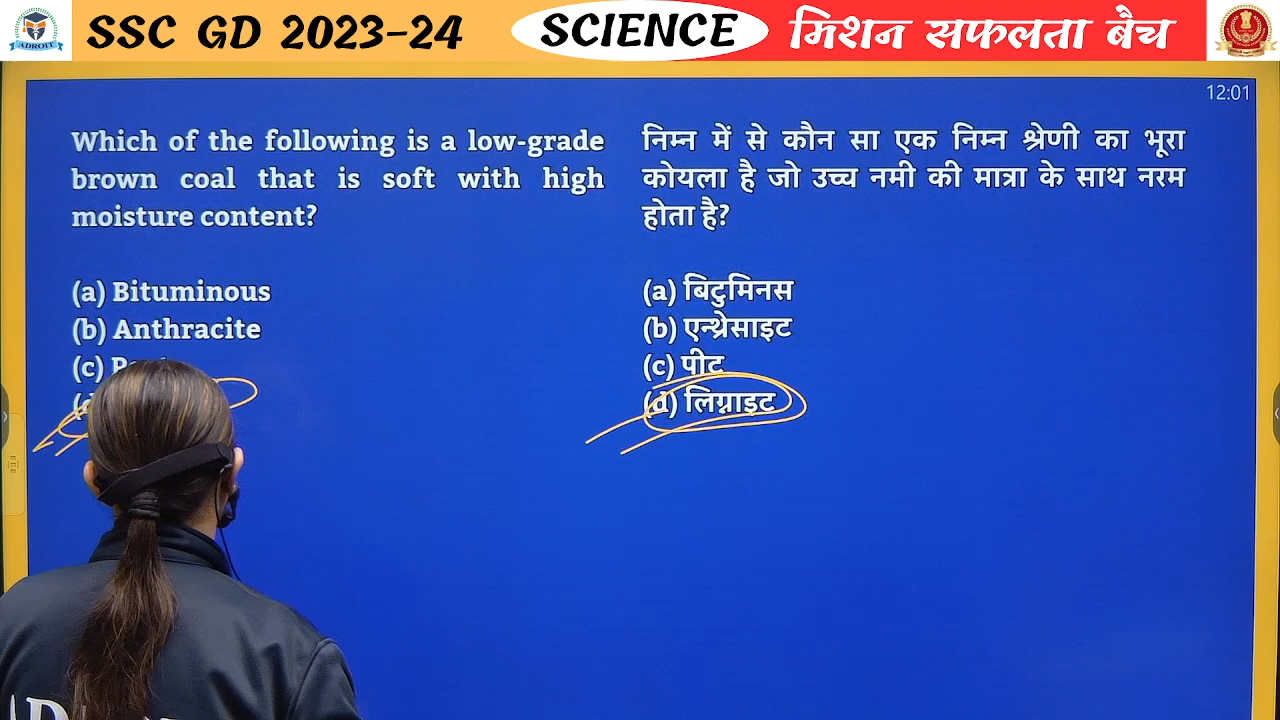 ADROIT
SSC GD 2023-24
SCIENCE
मिशन सफलता बैच
12:01
Which of the following is a low-grade
brown coal that is soft with high
moisture content?
(a) Bituminous
(b) Anthracite
(c)
निम्न में से कौन सा एक निम्न श्रेणी का भूरा
कोयला है जो उच्च नमी की मात्रा के साथ नरम
होता है?
(a) बिटुमिनस
(b) एन्थ्रेसाइट
(c) पीट
(d) लिग्नाइट